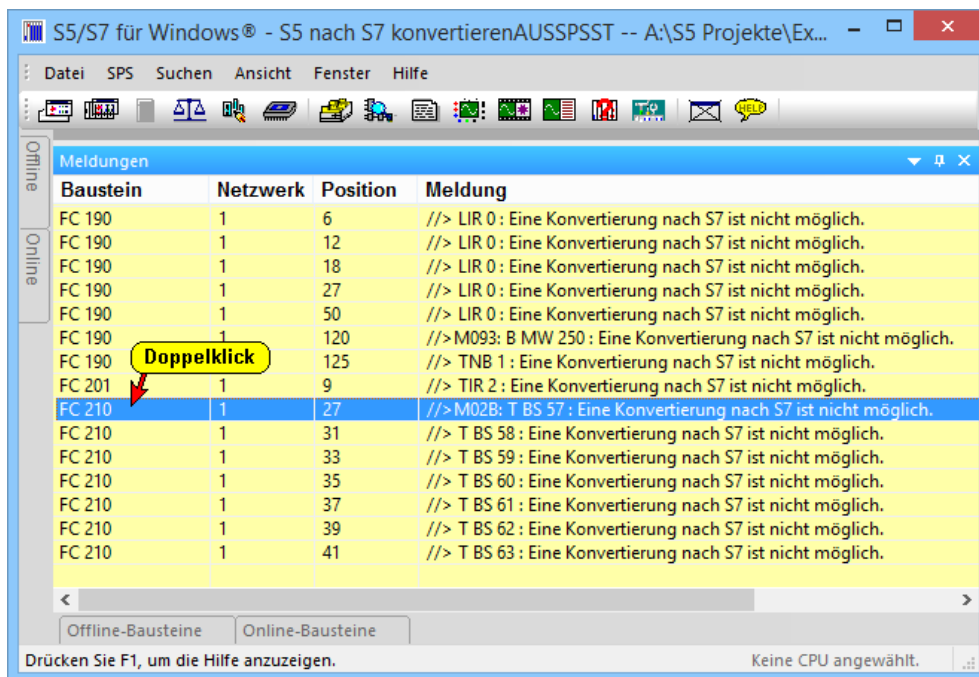 S5/S7 für Windows® - S5 nach S7 konvertierenAUSSPSST -- A:\S5 Projekte\Ex...
Datei SPS Suchen Ansicht Fenster Hilfe
HELP
Offline
Online
Meldungen
Baustein Netzwerk Position Meldung
FC 190 1 6 //> LIR 0 : Eine Konvertierung nach S7 ist nicht möglich.
FC 190 1 12 //> LIR 0 : Eine Konvertierung nach S7 ist nicht möglich.
FC 190 1 18 //> LIR 0 : Eine Konvertierung nach S7 ist nicht möglich.
FC 190 1 27 //> LIR 0 : Eine Konvertierung nach S7 ist nicht möglich.
FC 190 1 50 //> LIR 0 : Eine Konvertierung nach S7 ist nicht möglich.
FC 190 1 120 //>M093: B MW 250 : Eine Konvertierung nach S7 ist nicht möglich.
Doppelklick
FC 190 125 //> TNB 1 : Eine Konvertierung nach S7 ist nicht möglich.
FC 201 1 9 //> TIR 2 : Eine Konvertierung nach S7 ist nicht möglich.
FC 210 1 27 //>M02B: T BS 57 : Eine Konvertierung nach S7 ist nicht möglich.
FC 210 1 31 //> T BS 58 : Eine Konvertierung nach S7 ist nicht möglich.
FC 210 1 33 //> T BS 59 : Eine Konvertierung nach S7 ist nicht möglich.
FC 210 1 35 //> T BS 60 : Eine Konvertierung nach S7 ist nicht möglich.
FC 210 1 37 //> T BS 61 : Eine Konvertierung nach S7 ist nicht möglich.
FC 210 1 39 //> T BS 62 : Eine Konvertierung nach S7 ist nicht möglich.
FC 210 1 41 //> T BS 63 : Eine Konvertierung nach S7 ist nicht möglich.
Offline-Bausteine Online-Bausteine
Drücken Sie F1, um die Hilfe anzuzeigen. Keine CPU angewählt.